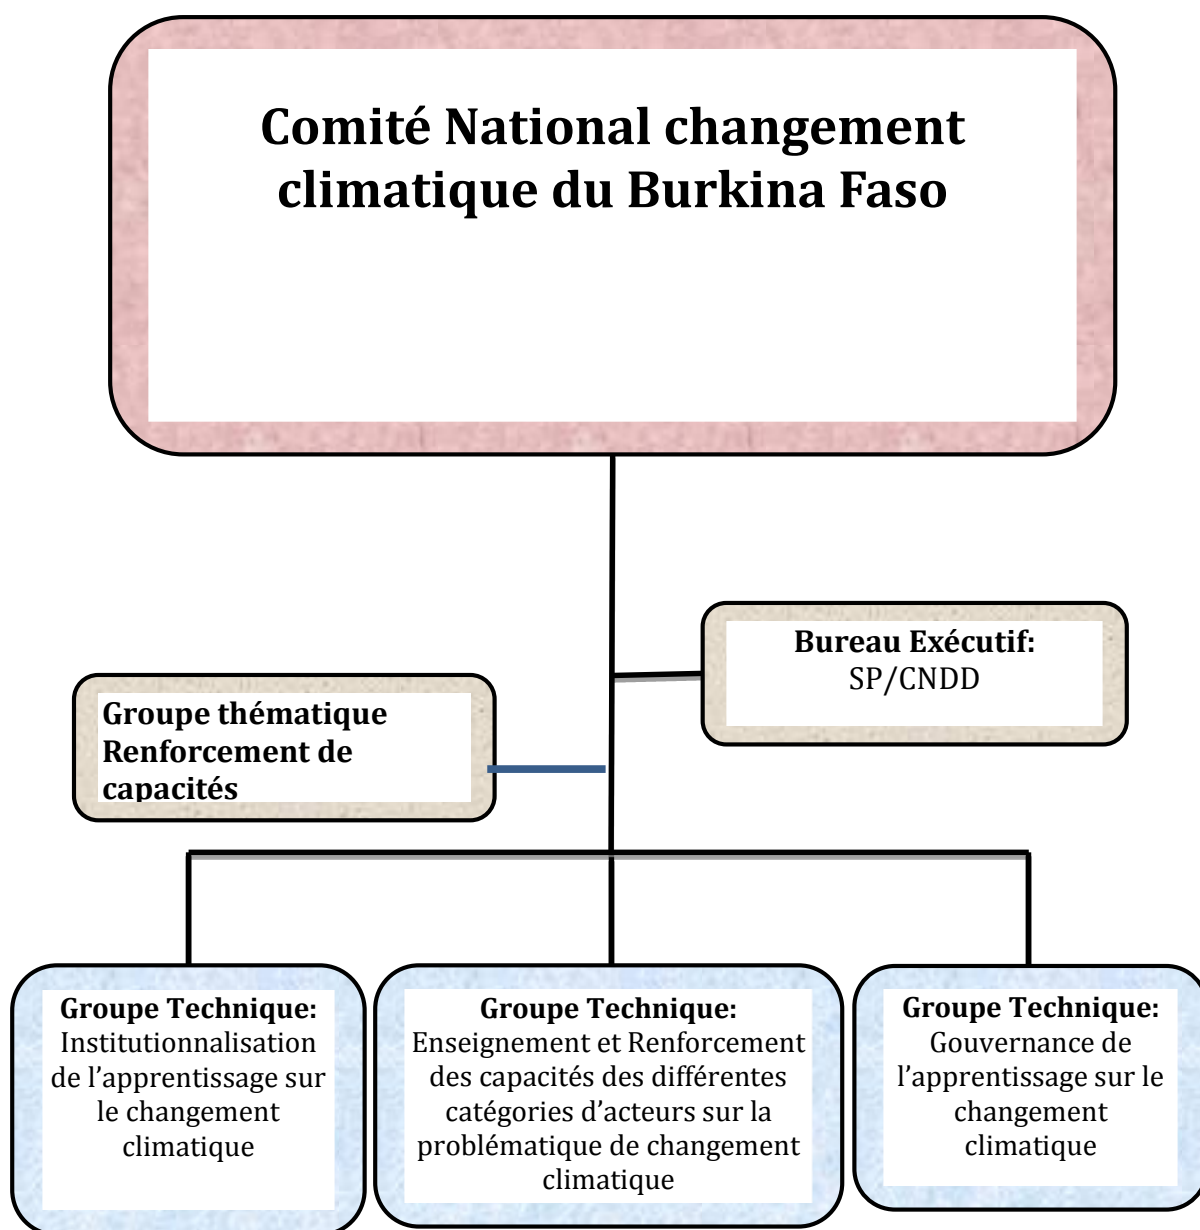 Comité National changement
climatique du Burkina Faso
Bureau Exécutif:
SP/CNDD
Groupe thématique
Renforcement de
capacités
Groupe Technique:
Institutionnalisation
de l’apprentissage sur
le changement
climatique
Groupe Technique:
Enseignement et Renforcement
des capacités des différentes
catégories d’acteurs sur la
problématique de changement
climatique
Groupe Technique:
Gouvernance de
l’apprentissage sur le
changement
climatique